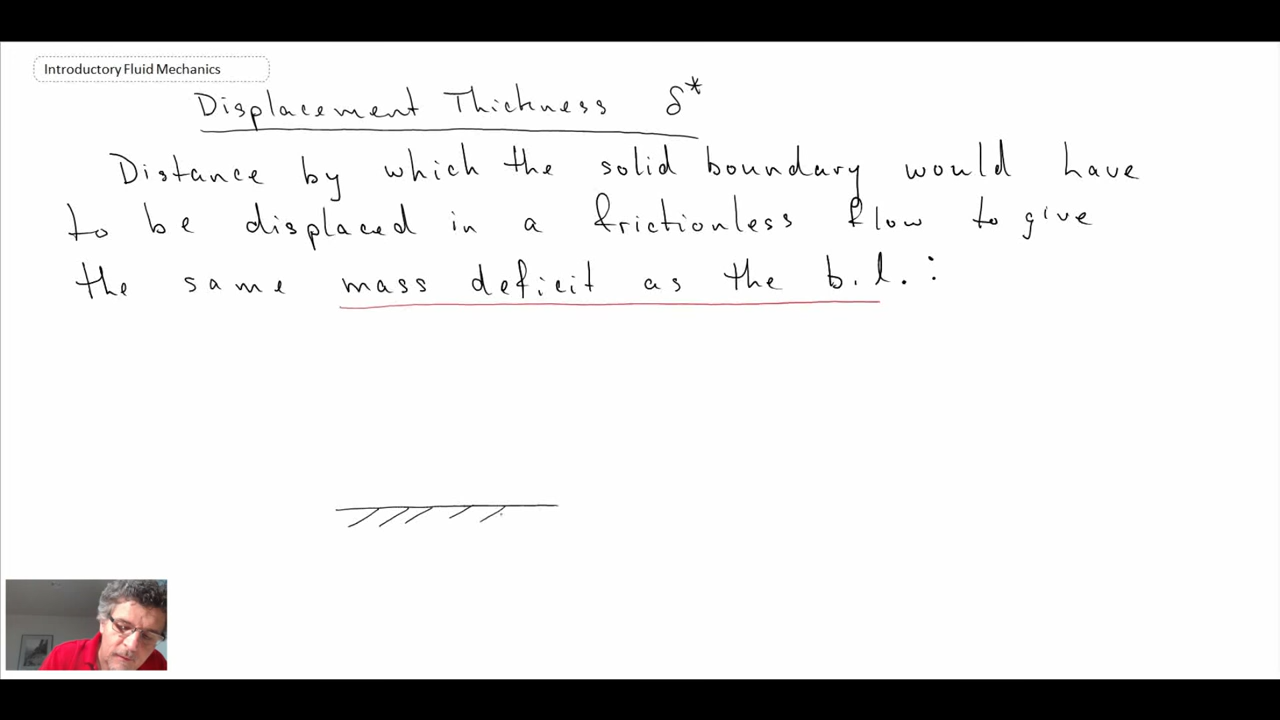 Introductory Fluid Mechanics
Displacement Thickness δ*
Distance by which the solid boundary would have
to be displaced in a frictionless flow to give
the same mass deficit as the b.l. :